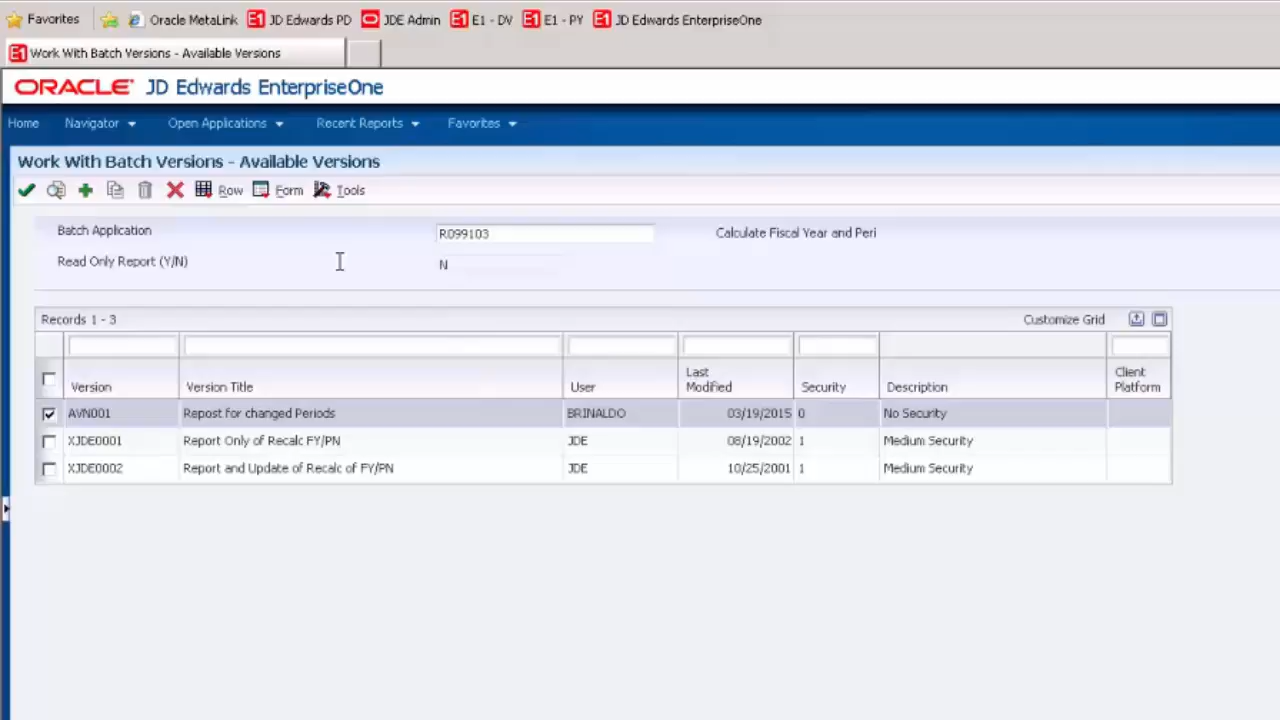 Favorites Oracle MetaLink JD Edwards PD JDE Admin E1 - DV E1 - PY JD Edwards EnterpriseOne
Work With Batch Versions - Available Versions
ORACLE JD Edwards EnterpriseOne
Home Navigator Open Applications Recent Reports Favorites
Work With Batch Versions - Available Versions
Row Form Tools
Batch Application R099103 Calculate Fiscal Year and Peri
Read Only Report (Y/N) N
Records 1 - 3 Customize Grid
Version Version Title User Last Modified Security Description Client Platform
AVN001 Repost for changed Periods BRINALDO 03/19/2015 0 No Security
XJDE0001 Report Only of Recalc FY/PN JDE 08/19/2002 1 Medium Security
XJDE0002 Report and Update of Recalc of FY/PN JDE 10/25/2001 1 Medium Security